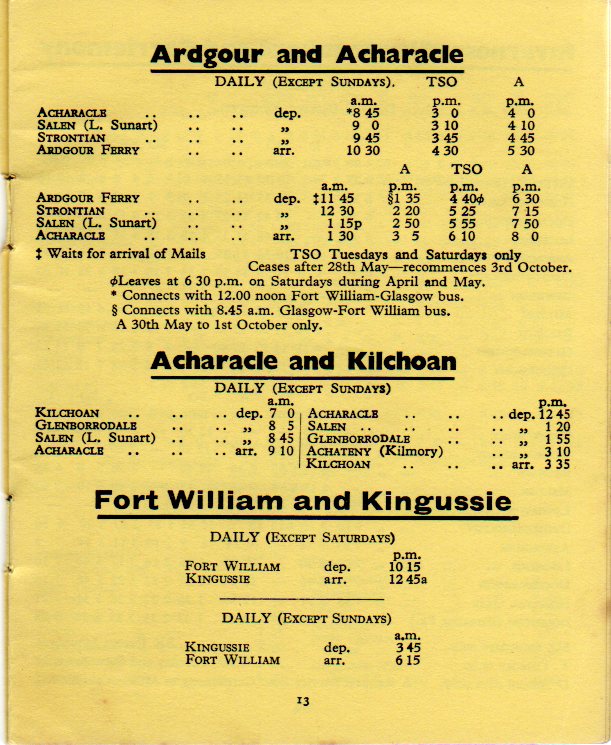 Ardgour and Acharacle
DAILY (EXCEPT SUNDAYS). TSO A
a.m. p.m. p.m.
ACHARACLE .. .. .. dep. *8 45 3 0 4 0
SALEN (L. Sunart) .. .. „ 9 0 3 10 4 10
STRONTIAN .. .. .. „ 9 45 3 45 4 45
ARDGOUR FERRY .. .. arr. 10 30 4 30 5 30
A TSO A
a.m. p.m. p.m. p.m.
ARDGOUR FERRY .. .. dep. ‡11 45 §1 35 4 40ϕ 6 30
STRONTIAN .. .. .. „ 12 30 2 20 5 25 7 15
SALEN (L. Sunart) .. .. „ 1 15p 2 50 5 55 7 50
ACHARACLE .. .. .. arr. 1 30 3 5 6 10 8 0
‡ Waits for arrival of Mails TSO Tuesdays and Saturdays only
Ceases after 28th May—recommences 3rd October.
ϕLeaves at 6 30 p.m. on Saturdays during April and May.
* Connects with 12.00 noon Fort William-Glasgow bus.
§ Connects with 8.45 a.m. Glasgow-Fort William bus.
A 30th May to 1st October only.
Acharacle and Kilchoan
DAILY (EXCEPT SUNDAYS)
a.m. p.m.
KILCHOAN .. .. .. dep. 7 0 ACHARACLE .. .. .. dep. 12 45
GLENBORRODALE .. .. „ 8 5 SALEN .. .. .. .. „ 1 20
SALEN (L. Sunart) .. .. „ 8 45 GLENBORRODALE .. .. „ 1 55
ACHARACLE .. .. arr. 9 10 ACHATENY (Kilmory) .. .. „ 3 10
KILCHOAN .. .. .. arr. 3 35
Fort William and Kingussie
DAILY (EXCEPT SATURDAYS)
p.m.
FORT WILLIAM dep. 10 15
KINGUSSIE arr. 12 45a
DAILY (EXCEPT SUNDAYS)
a.m.
KINGUSSIE dep. 3 45
FORT WILLIAM arr. 6 15
13